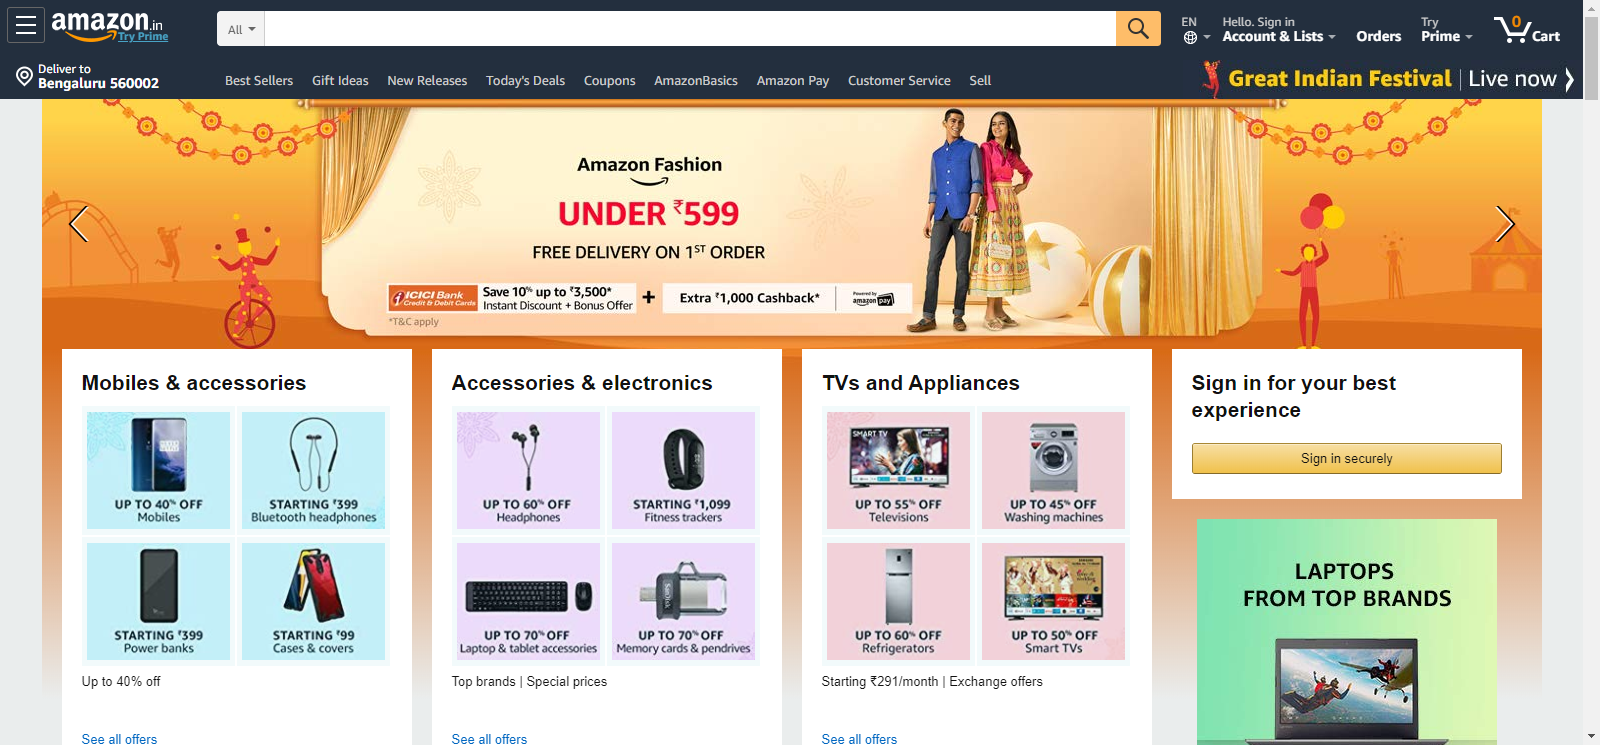 amazon.in
Try Prime
All
EN
Hello. Sign in
Account & Lists
Orders
Try
Prime
0
Cart
Deliver to
Bengaluru 560002
Best Sellers
Gift Ideas
New Releases
Today's Deals
Coupons
AmazonBasics
Amazon Pay
Customer Service
Sell
Great Indian Festival | Live now
Amazon Fashion
UNDER ₹599
FREE DELIVERY ON 1ST ORDER
ICICI Bank
Credit & Debit Cards
Save 10% up to ₹3,500*
Instant Discount + Bonus Offer
+
Extra ₹1,000 Cashback*
Powered by
amazon pay
*T&C apply
Mobiles & accessories
UP TO 40% OFF
Mobiles
STARTING ₹399
Bluetooth headphones
STARTING ₹399
Power banks
STARTING ₹99
Cases & covers
Up to 40% off
See all offers
Accessories & electronics
UP TO 60% OFF
Headphones
STARTING ₹1,099
Fitness trackers
UP TO 70% OFF
Laptop & tablet accessories
SanDisk
UP TO 70% OFF
Memory cards & pendrives
Top brands | Special prices
See all offers
TVs and Appliances
SMART TV
UP TO 55% OFF
Televisions
UP TO 45% OFF
Washing machines
UP TO 60% OFF
Refrigerators
UP TO 50% OFF
Smart TVs
Starting ₹291/month | Exchange offers
See all offers
Sign in for your best
experience
Sign in securely
LAPTOPS
FROM TOP BRANDS